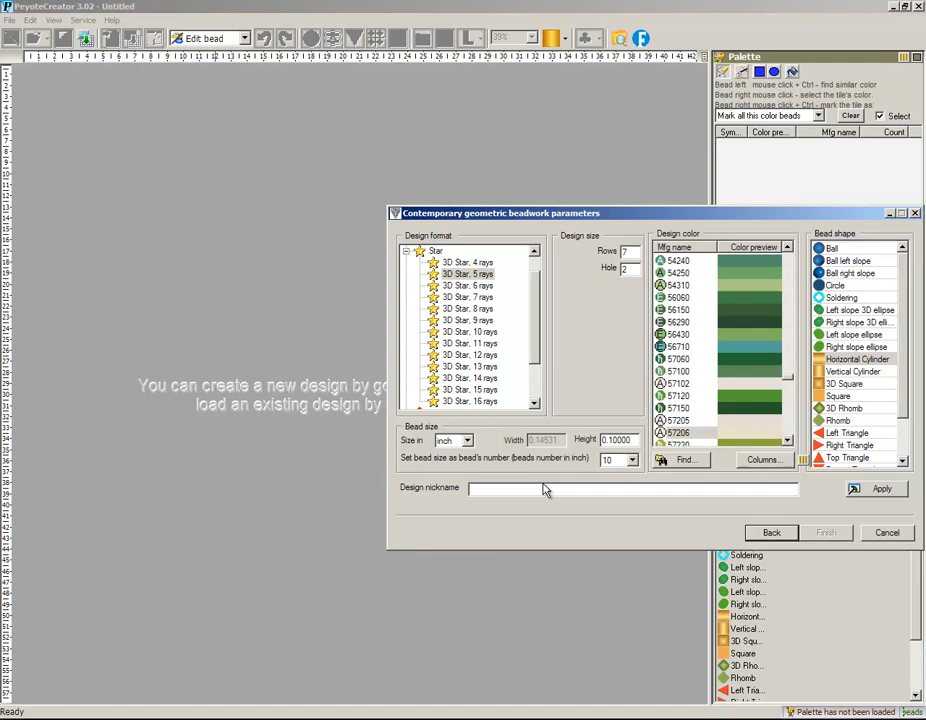 PeyoteCreator 3.02 - Untitled
File Edit View Service Help
Edit bead
39%
Palette
Bead left mouse click + Ctrl - find similar color
Bead right mouse click - select the tile's color.
Bead right mouse click + Ctrl - mark the tile as:
Mark all this color beads Clear Select
Sym... Color pre... Mfg name Count
You can create a new design by go
load an existing design by
Contemporary geometric beadwork parameters
Design format
Star
3D Star, 4 rays
3D Star, 5 rays
3D Star, 6 rays
3D Star, 7 rays
3D Star, 8 rays
3D Star, 9 rays
3D Star, 10 rays
3D Star, 11 rays
3D Star, 12 rays
3D Star, 13 rays
3D Star, 14 rays
3D Star, 15 rays
3D Star, 16 rays
Design size
Rows 7
Hole 2
Design color
Mfg name Color preview
54240
54250
54310
56060
56150
56290
56430
56710
57060
57100
57102
57120
57150
57205
57206
57220
Find...
Columns...
Bead shape
Ball
Ball left slope
Ball right slope
Circle
Soldering
Left slope 3D ellipse
Right slope 3D elli...
Left slope ellipse
Right slope ellipse
Horizontal Cylinder
Vertical Cylinder
3D Square
Square
3D Rhomb
Rhomb
Left Triangle
Right Triangle
Top Triangle
Bead size
Size in inch Width 0.14531 Height 0.10000
Set bead size as bead's number (beads number in inch) 10
Design nickname
Apply
Back Finish Cancel
Soldering
Left slop...
Right slo...
Left slo...
Right slo...
Horizont...
Vertical ...
3D Squ...
Square
3D Rho...
Rhomb
Left Tria...
Right Tria...
Ready
Palette has not been loaded
beads